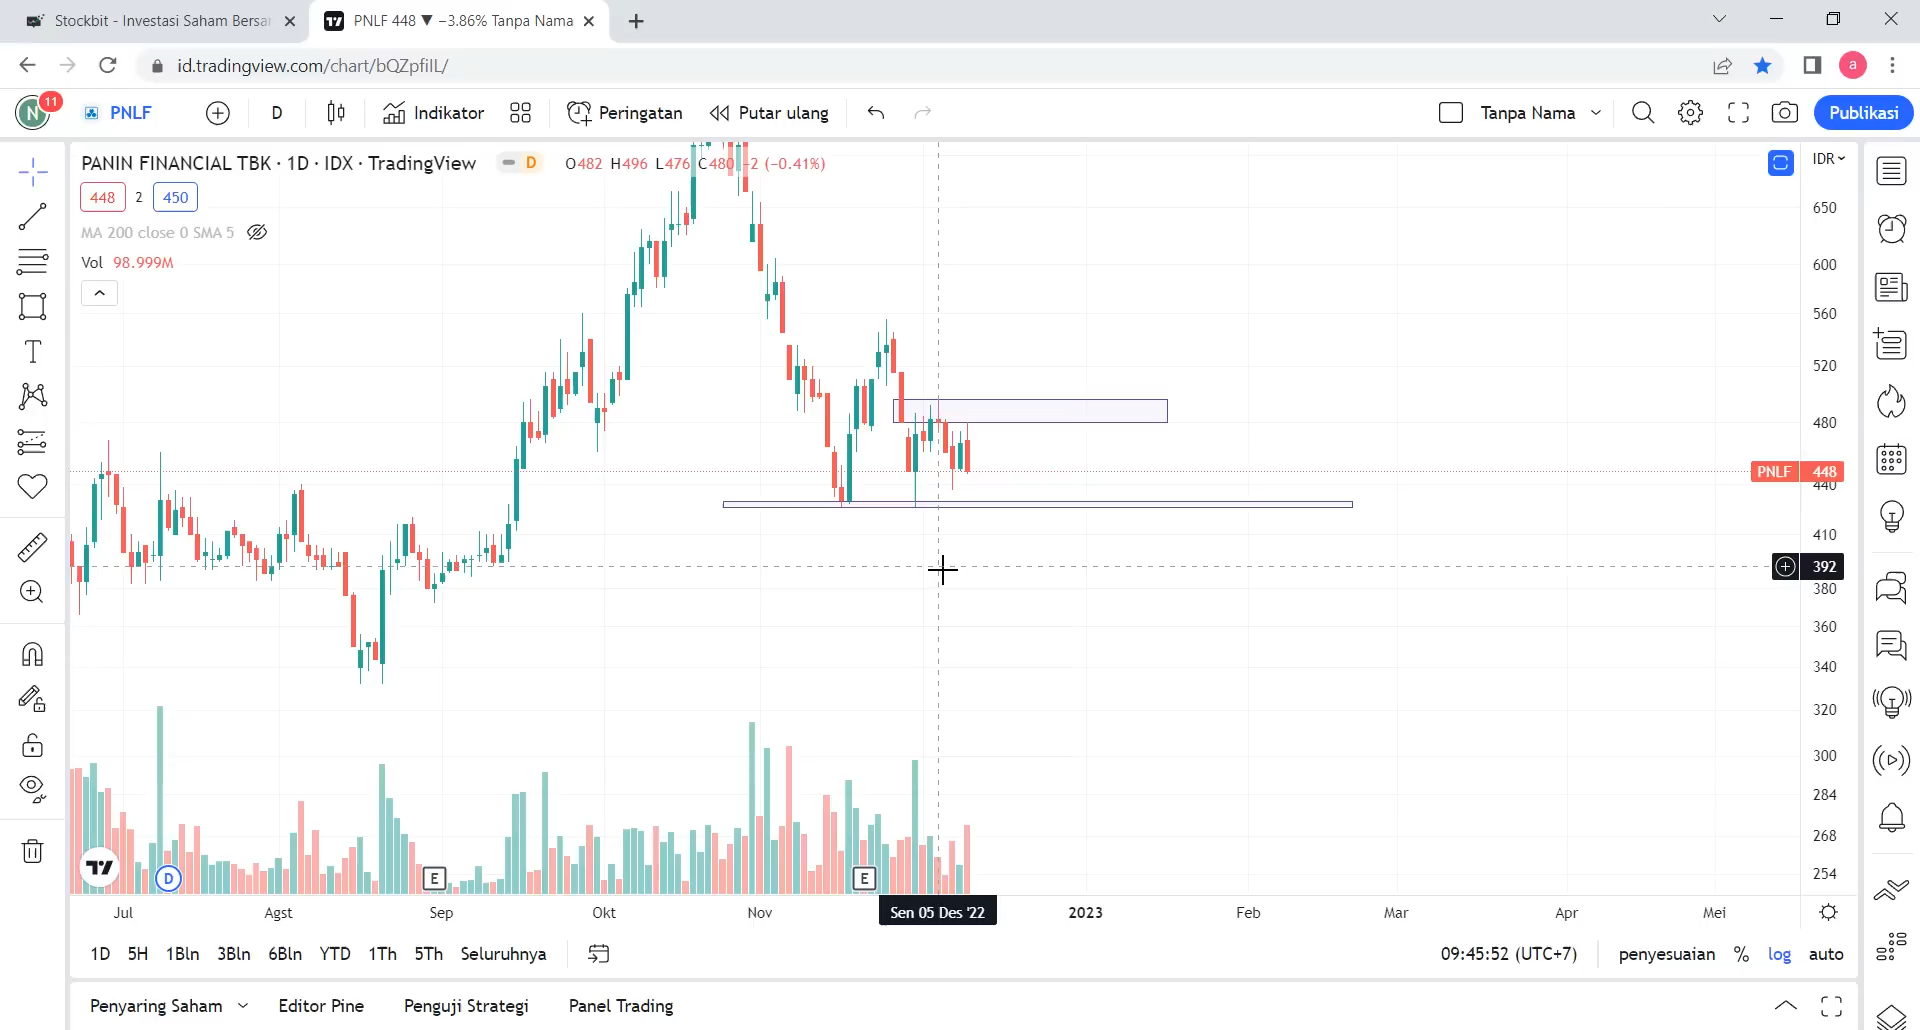 Stockbit - Investasi Saham Bersa
PNLF 448 ▼ −3.86% Tanpa Nama
id.tradingview.com/chart/bQZpfiIL/
a
N
11
PNLF
D
Indikator
Peringatan
Putar ulang
Tanpa Nama
Publikasi
PANIN FINANCIAL TBK · 1D · IDX · TradingView
D
O482 H496 L476 C480 −2 (−0.41%)
IDR
448
2
450
MA 200 close 0 SMA 5
Vol 98.999M
650
600
560
520
480
PNLF 448
440
410
392
380
360
340
320
300
284
268
254
D
E
E
Jul
Agst
Sep
Okt
Nov
Sen 05 Des '22
2023
Feb
Mar
Apr
Mei
1D 5H 1Bln 3Bln 6Bln YTD 1Th 5Th Seluruhnya
09:45:52 (UTC+7)
penyesuaian % log auto
Penyaring Saham
Editor Pine
Penguji Strategi
Panel Trading